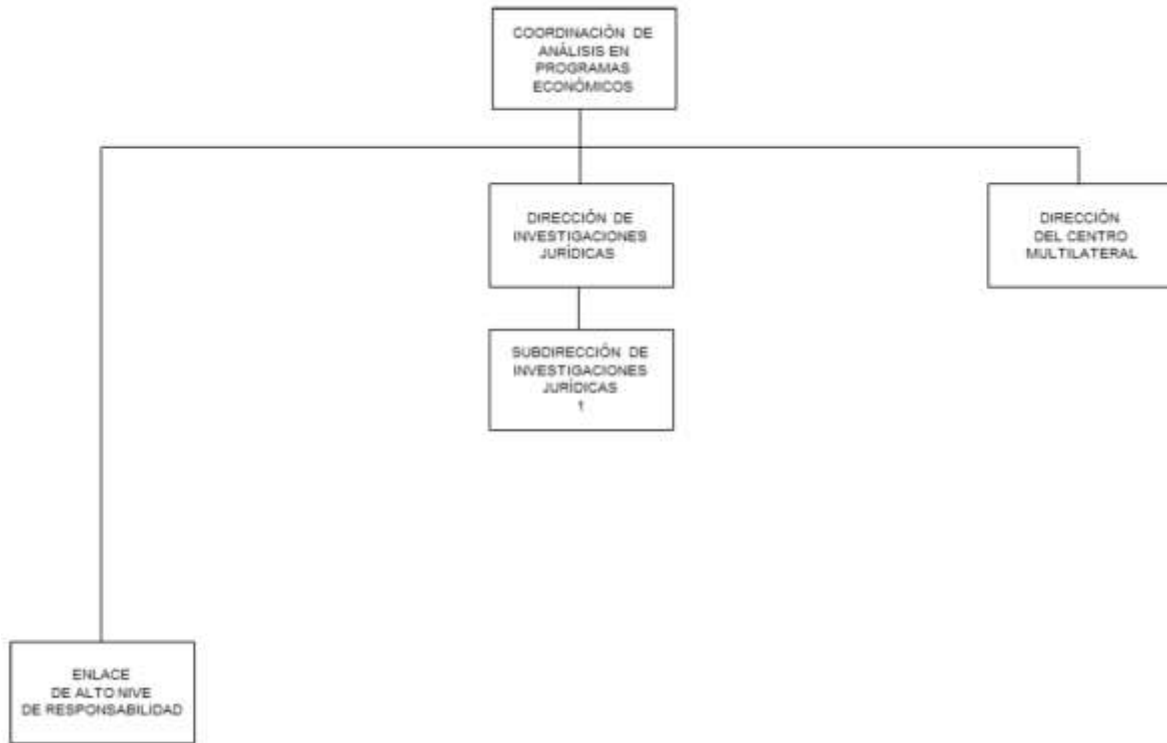 COORDINACIÓN DE
ANÁLISIS EN
PROGRAMAS
ECONÓMICOS
DIRECCIÓN DE
INVESTIGACIONES
JURÍDICAS
DIRECCIÓN
DEL CENTRO
MULTILATERAL
SUBDIRECCIÓN DE
INVESTIGACIONES
JURÍDICAS
1
ENLACE
DE ALTO NIVE
DE RESPONSABILIDAD